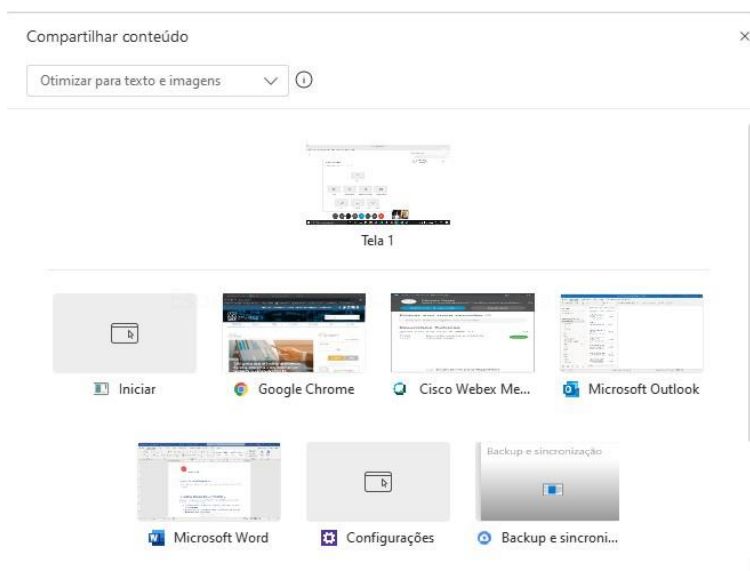 Compartilhar conteúdo
Otimizar para texto e imagens
Tela 1
Iniciar
Google Chrome
Cisco Webex Me...
Microsoft Outlook
Backup e sincronização
Microsoft Word
Configurações
Backup e sincroni...